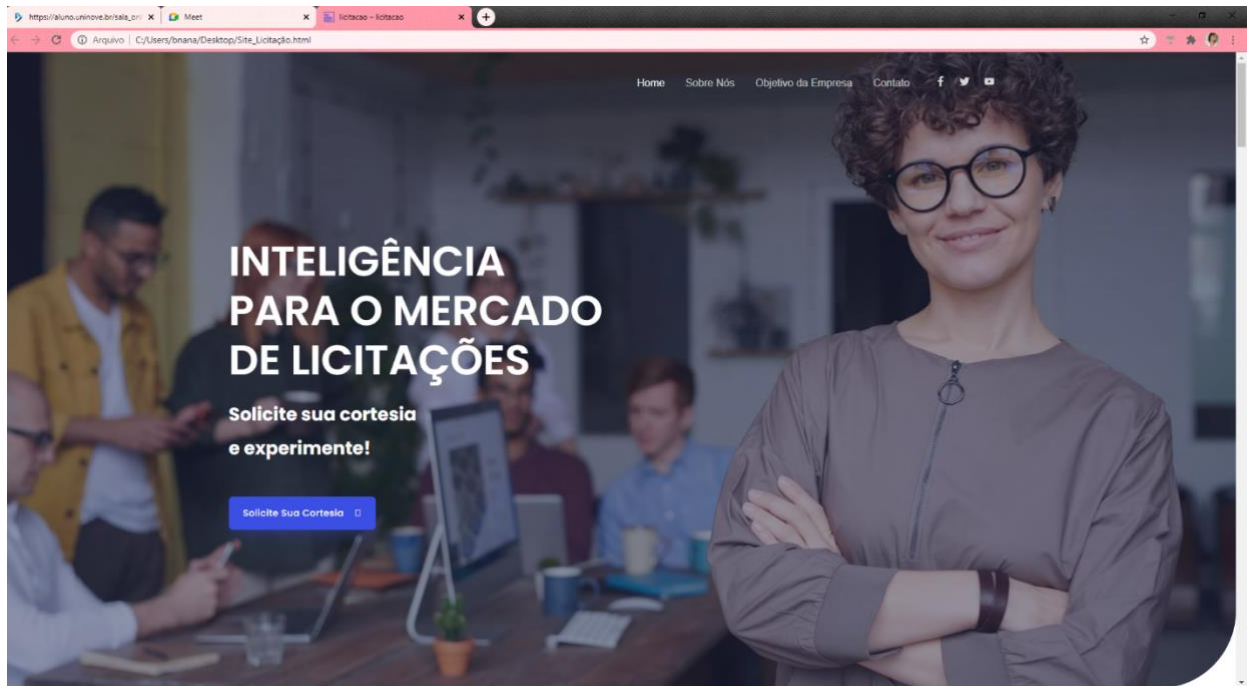 https://aluno.uninove.br/sala_onl
Meet
licitacao – licitacao
Arquivo | C:/Users/bnana/Desktop/Site_Licitação.html
Home Sobre Nós Objetivo da Empresa Contato
INTELIGÊNCIA
PARA O MERCADO
DE LICITAÇÕES
Solicite sua cortesia
e experimente!
Solicite Sua Cortesia